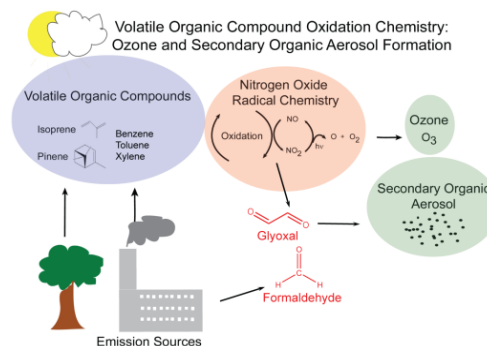 Volatile Organic Compound Oxidation Chemistry:
Ozone and Secondary Organic Aerosol Formation
Volatile Organic Compounds
Isoprene
Pinene
Benzene
Toluene
Xylene
Nitrogen Oxide
Radical Chemistry
Oxidation
NO
NO2
hν
O + O2
Ozone
O3
Secondary Organic
Aerosol
O
O
Glyoxal
O
H
H
Formaldehyde
Emission Sources